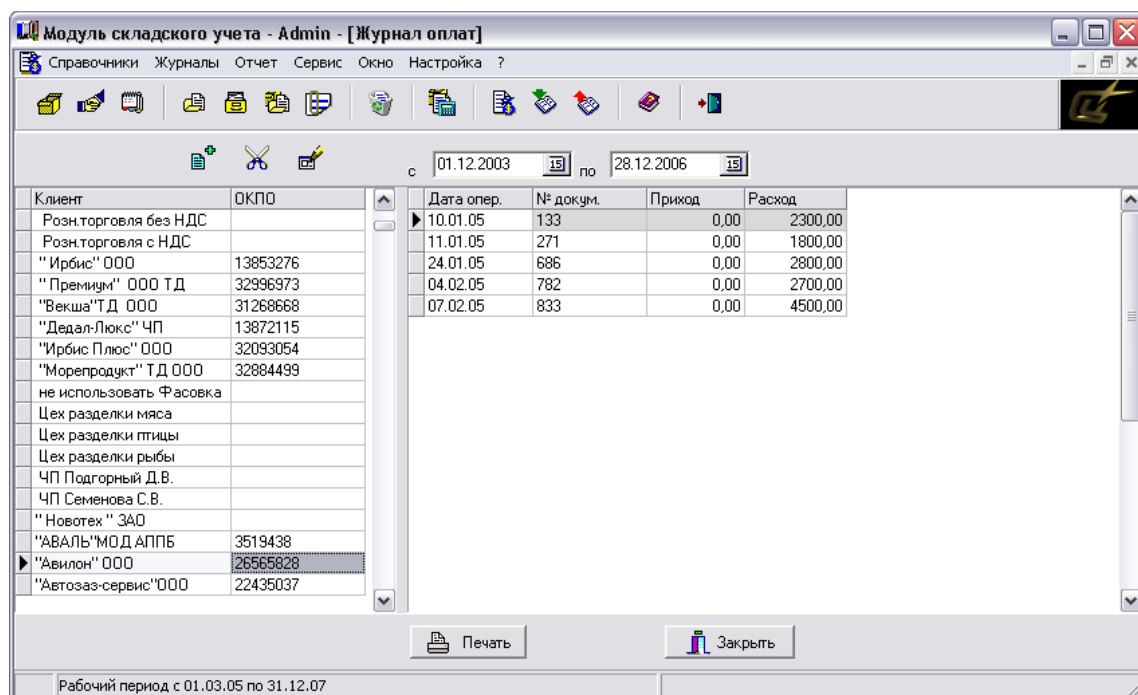 Модуль складского учета - Admin - [Журнал оплат]
Справочники Журналы Отчет Сервис Окно Настройка ?
с 01.12.2003 15 по 28.12.2006 15
Клиент ОКПО
Розн.торговля без НДС
Розн.торговля с НДС
" Ирбис" ООО 13853276
" Премиум" ООО ТД 32996973
"Векша"ТД ООО 31268668
"Дедал-Люкс" ЧП 13872115
"Ирбис Плюс" ООО 32093054
"Морепродукт" ТД ООО 32884499
не использовать Фасовка
Цех разделки мяса
Цех разделки птицы
Цех разделки рыбы
ЧП Подгорный Д.В.
ЧП Семенова С.В.
" Новотех " ЗАО
"АВАЛЬ"МОД АППБ 3519438
"Авилон" ООО 26565828
"Автозаз-сервис"ООО 22435037
Дата опер. № докум. Приход Расход
10.01.05 133 0,00 2300,00
11.01.05 271 0,00 1800,00
24.01.05 686 0,00 2800,00
04.02.05 782 0,00 2700,00
07.02.05 833 0,00 4500,00
Печать Закрыть
Рабочий период с 01.03.05 по 31.12.07